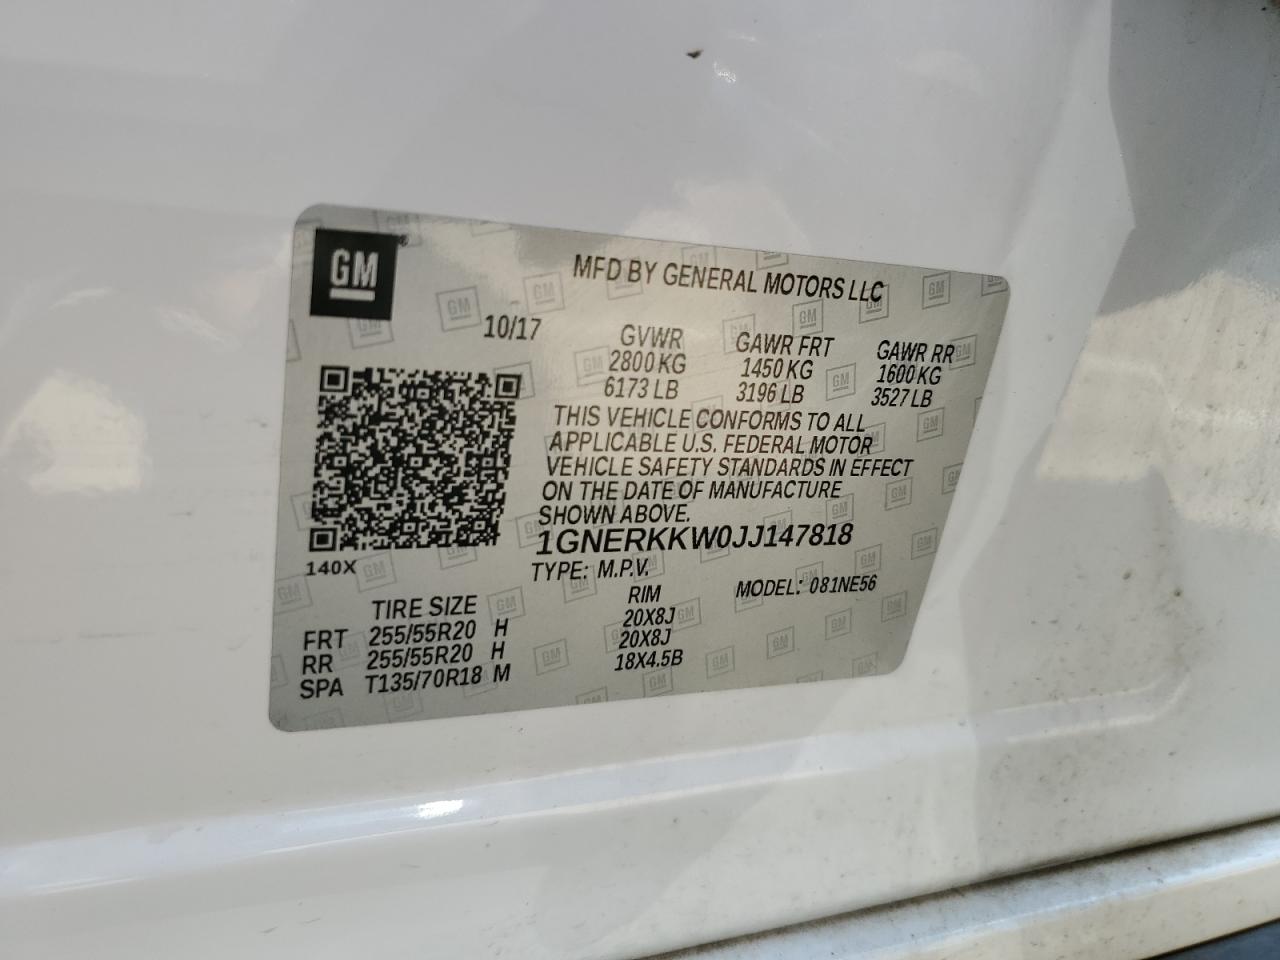 GM
MFD BY GENERAL MOTORS LLC
10/17
GVWR GAWR FRT GAWR RR
2800 KG 1450 KG 1600 KG
6173 LB 3196 LB 3527 LB
THIS VEHICLE CONFORMS TO ALL
APPLICABLE U.S. FEDERAL MOTOR
VEHICLE SAFETY STANDARDS IN EFFECT
ON THE DATE OF MANUFACTURE
SHOWN ABOVE.
1GNERKKW0JJ147818
140X
TYPE: M.P.V. MODEL: 081NE56
TIRE SIZE RIM
FRT 255/55R20 H 20X8J
RR 255/55R20 H 20X8J
SPA T135/70R18 M 18X4.5B